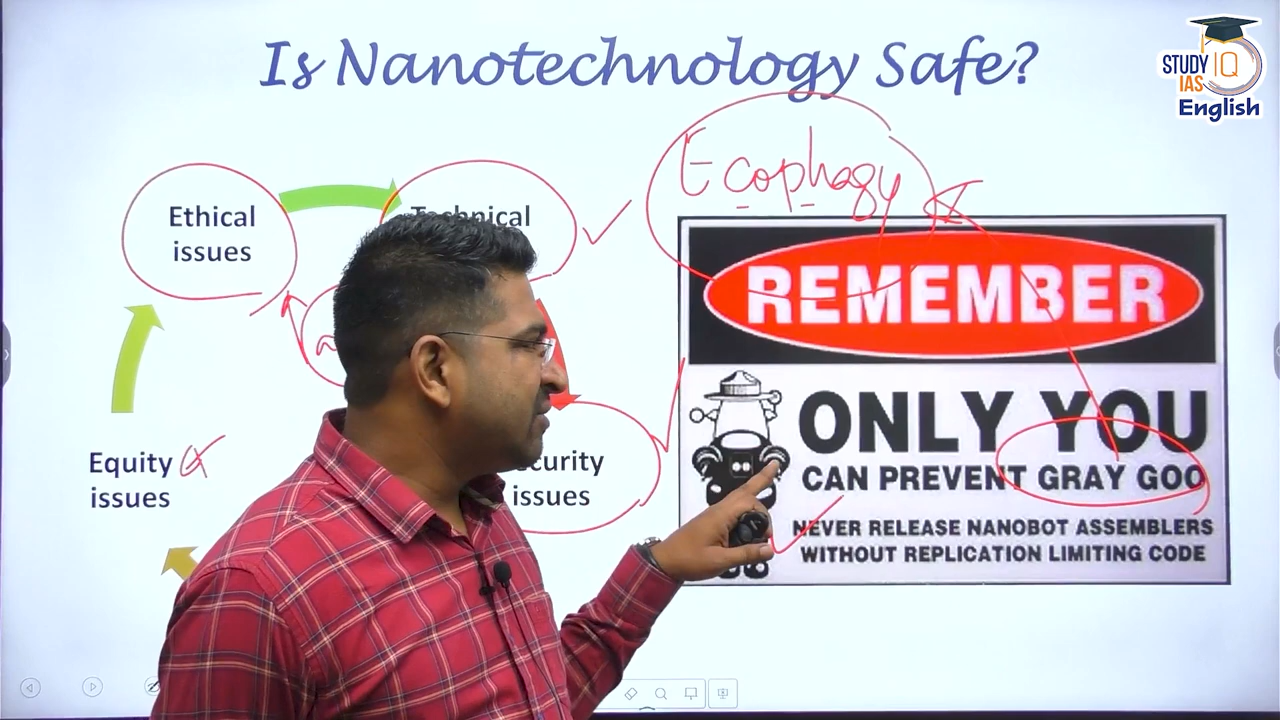 Is Nanotechnology Safe?
STUDY IQ
IAS
English
Ecophagy
Ethical
issues
Technical
Equity
issues
issues
REMEMBER
ONLY YOU
CAN PREVENT GRAY GOO
NEVER RELEASE NANOBOT ASSEMBLERS
WITHOUT REPLICATION LIMITING CODE